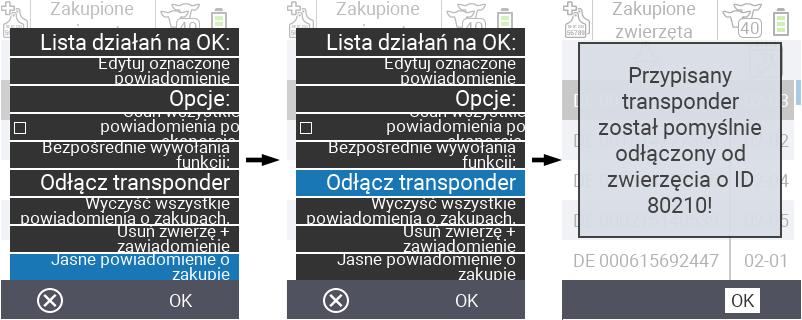 Zakupione
zwierzęta
40
Lista działań na OK:
Edytuj oznaczone
powiadomienie
Opcje:
Usuń wszystkie
powiadomienia po
eksporcie
Bezpośrednie wywołania
funkcji:
Odłącz transponder
Wyczyść wszystkie
powiadomienia o zakupach.
Usuń zwierzę +
zawiadomienie
Jasne powiadomienie o
zakupie
OK
Zakupione
zwierzęta
40
Lista działań na OK:
Edytuj oznaczone
powiadomienie
Opcje:
Usuń wszystkie
powiadomienia po
eksporcie
Bezpośrednie wywołania
funkcji:
Odłącz transponder
Wyczyść wszystkie
powiadomienia o zakupach.
Usuń zwierzę +
zawiadomienie
Jasne powiadomienie o
zakupie
OK
Zakupione
zwierzęta
40
Przypisany
transponder
został pomyślnie
odłączony od
zwierzęcia o ID
80210!
DE 000615692447 02-01
OK